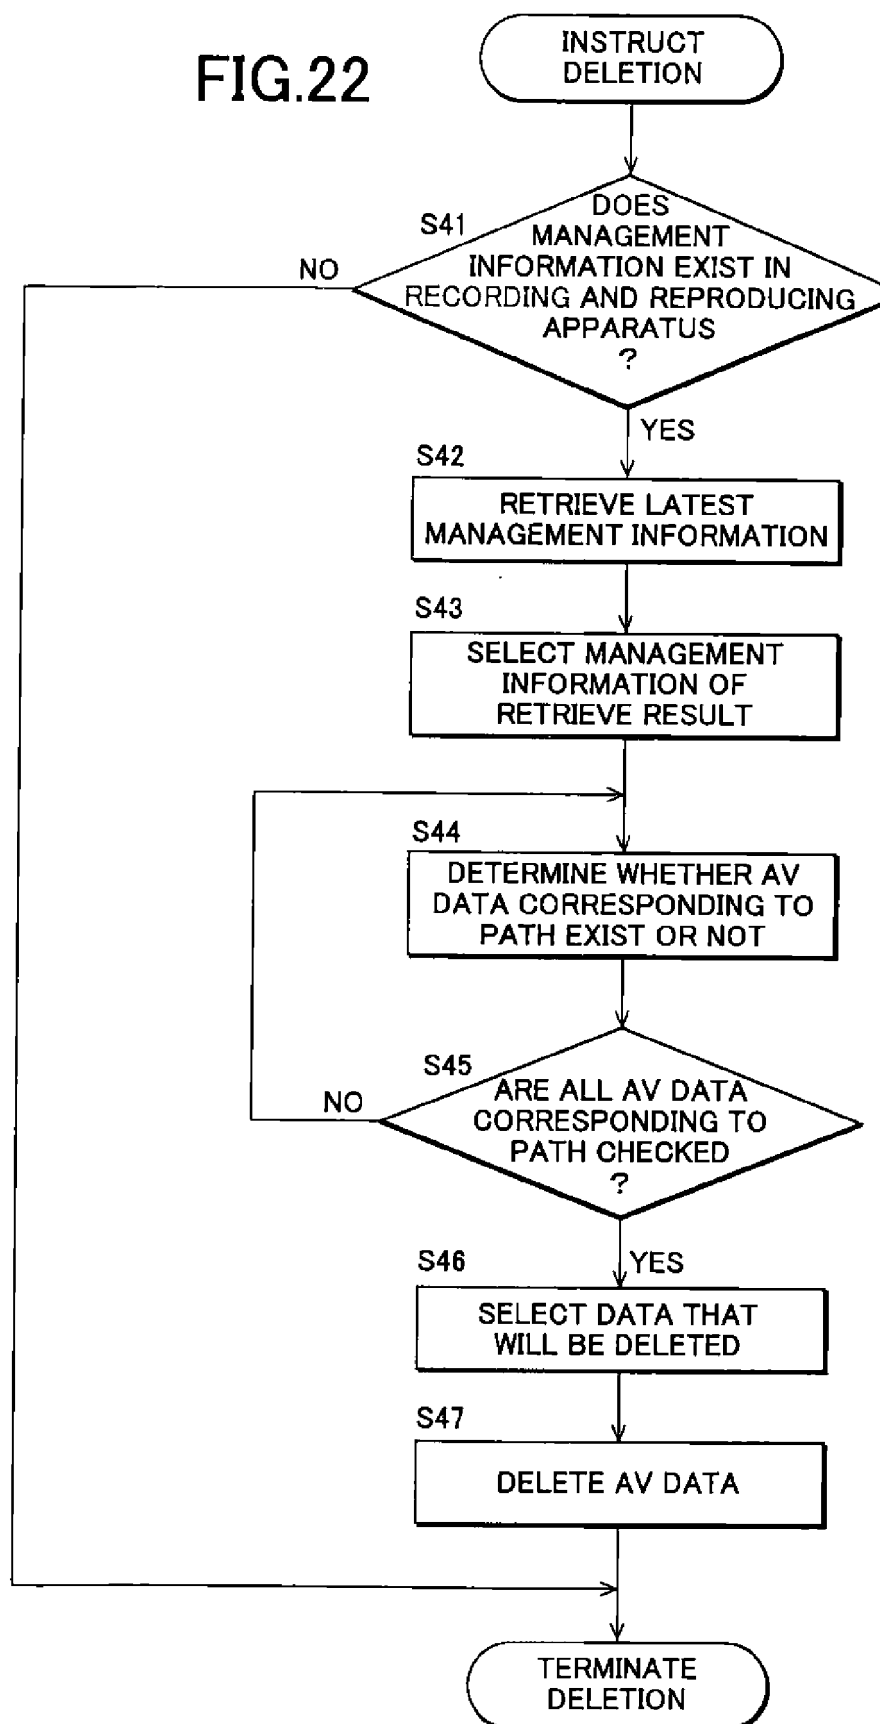 FIG.22
INSTRUCT
DELETION
S41
DOES
MANAGEMENT
INFORMATION EXIST IN
RECORDING AND REPRODUCING
APPARATUS
?
NO
YES
S42
RETRIEVE LATEST
MANAGEMENT INFORMATION
S43
SELECT MANAGEMENT
INFORMATION OF
RETRIEVE RESULT
S44
DETERMINE WHETHER AV
DATA CORRESPONDING TO
PATH EXIST OR NOT
S45
ARE ALL AV DATA
CORRESPONDING TO
PATH CHECKED
?
NO
YES
S46
SELECT DATA THAT
WILL BE DELETED
S47
DELETE AV DATA
TERMINATE
DELETION